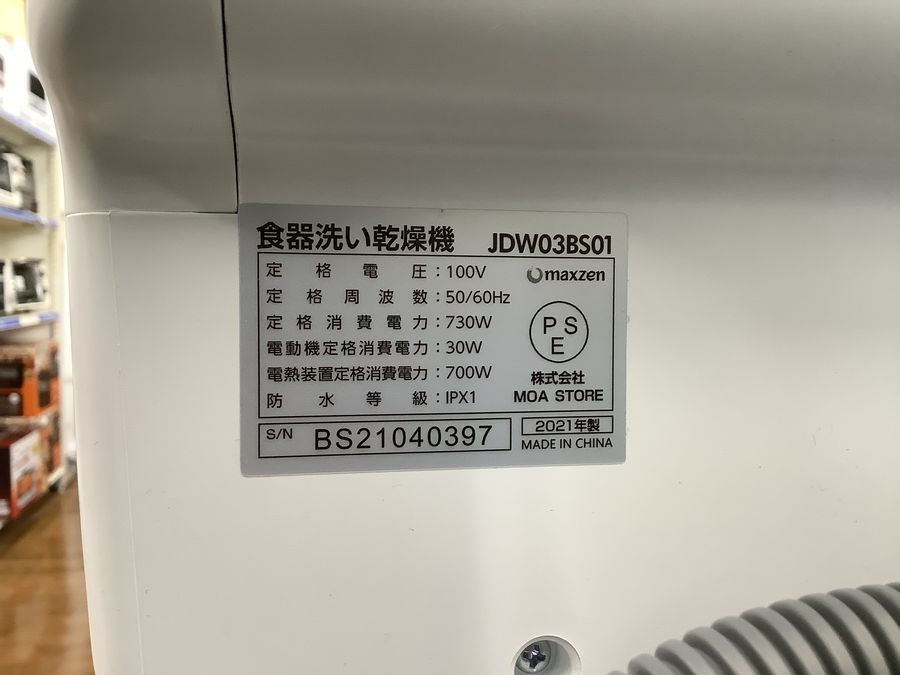 食器洗い乾燥機 JDW03BS01
定格電圧：100V
定格周波数：50/60Hz
定格消費電力：730W
電動機定格消費電力：30W
電熱装置定格消費電力：700W
防水等級：IPX1
maxzen
PSE
株式会社
MOA STORE
S/N BS21040397
2021年製
MADE IN CHINA